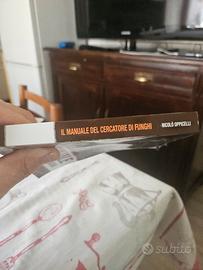 IL MANUALE DEL CERCATORE DI FUNGHI
NICOLÒ OPPICELLI
subito